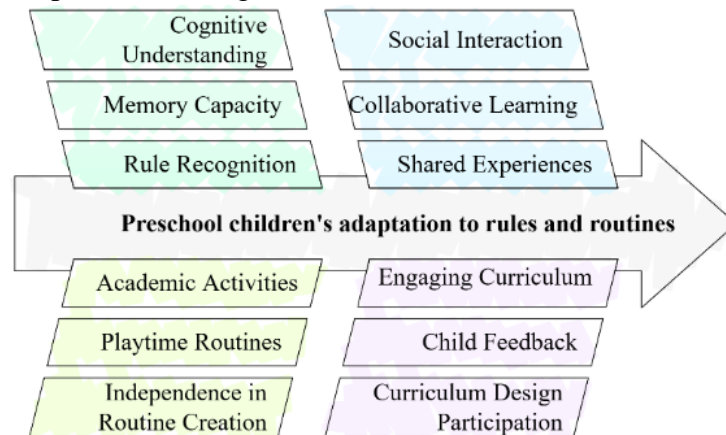 Cognitive
Understanding
Social Interaction
Memory Capacity
Collaborative Learning
Rule Recognition
Shared Experiences
Preschool children's adaptation to rules and routines
Academic Activities
Engaging Curriculum
Playtime Routines
Child Feedback
Independence in
Routine Creation
Curriculum Design
Participation